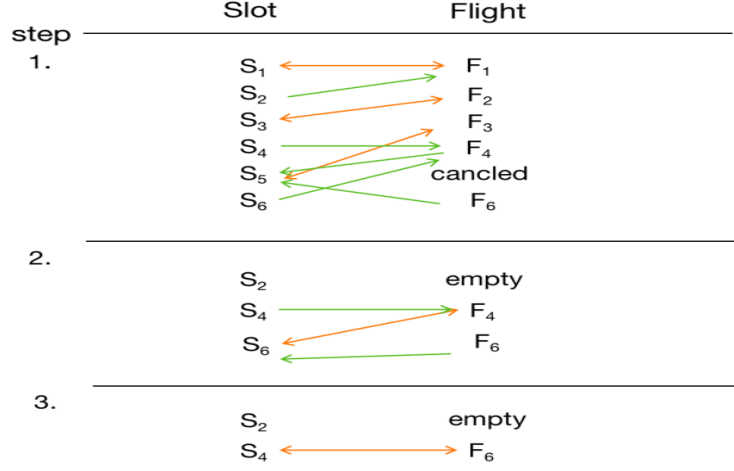 Slot Flight
step
1.
S₁ F₁
S₂ F₂
S₃ F₃
S₄ F₄
S₅ cancled
S₆ F₆
2.
S₂ empty
S₄ F₄
S₆ F₆
3.
S₂ empty
S₄ F₆